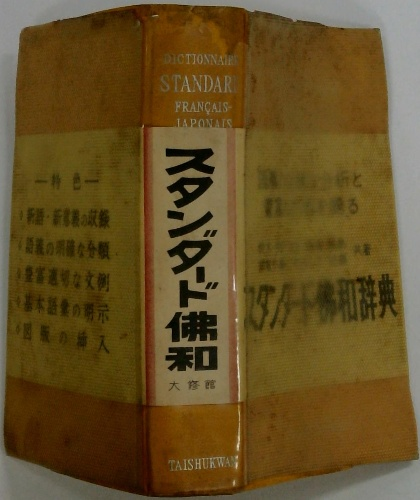 DICTIONNAIRE
STANDARD
FRANÇAIS-
JAPONAIS
スタンダード佛和
大修館
TAISHUKWAN
―特色―
新語・新意義の収録
語義の明確な分類
豊富適切な文例
基本語彙の明示
図版の挿入
スタンダード佛和辞典